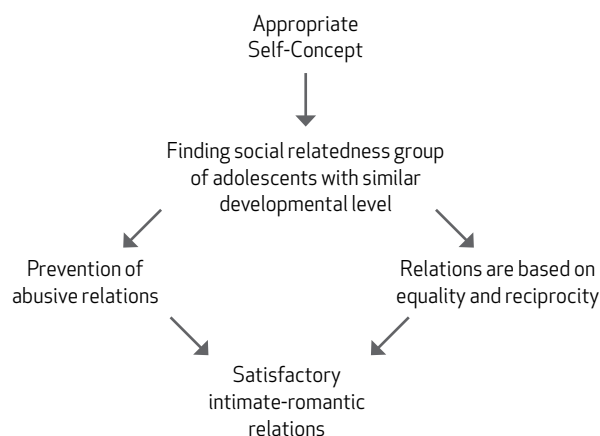 Appropriate
Self-Concept
Finding social relatedness group
of adolescents with similar
developmental level
Prevention of
abusive relations
Relations are based on
equality and reciprocity
Satisfactory
intimate-romantic
relations